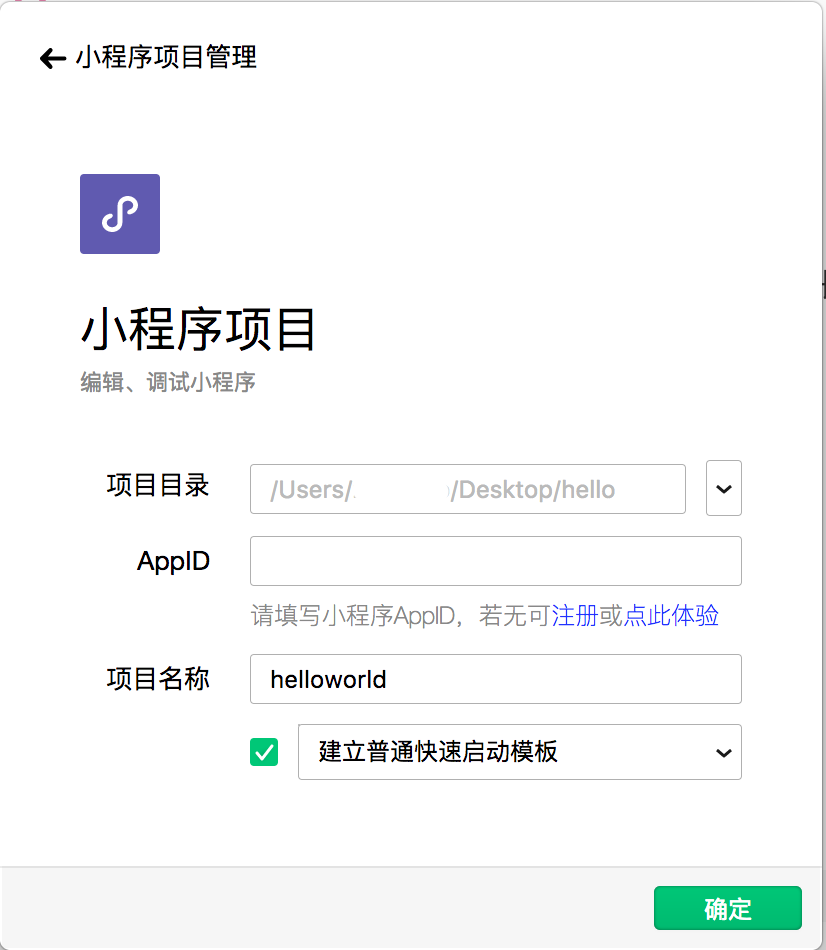 小程序项目管理
小程序项目
编辑、调试小程序
项目目录
/Users/
/Desktop/hello
AppID
请填写小程序AppID，若无可注册或点此体验
项目名称
helloworld
建立普通快速启动模板
确定